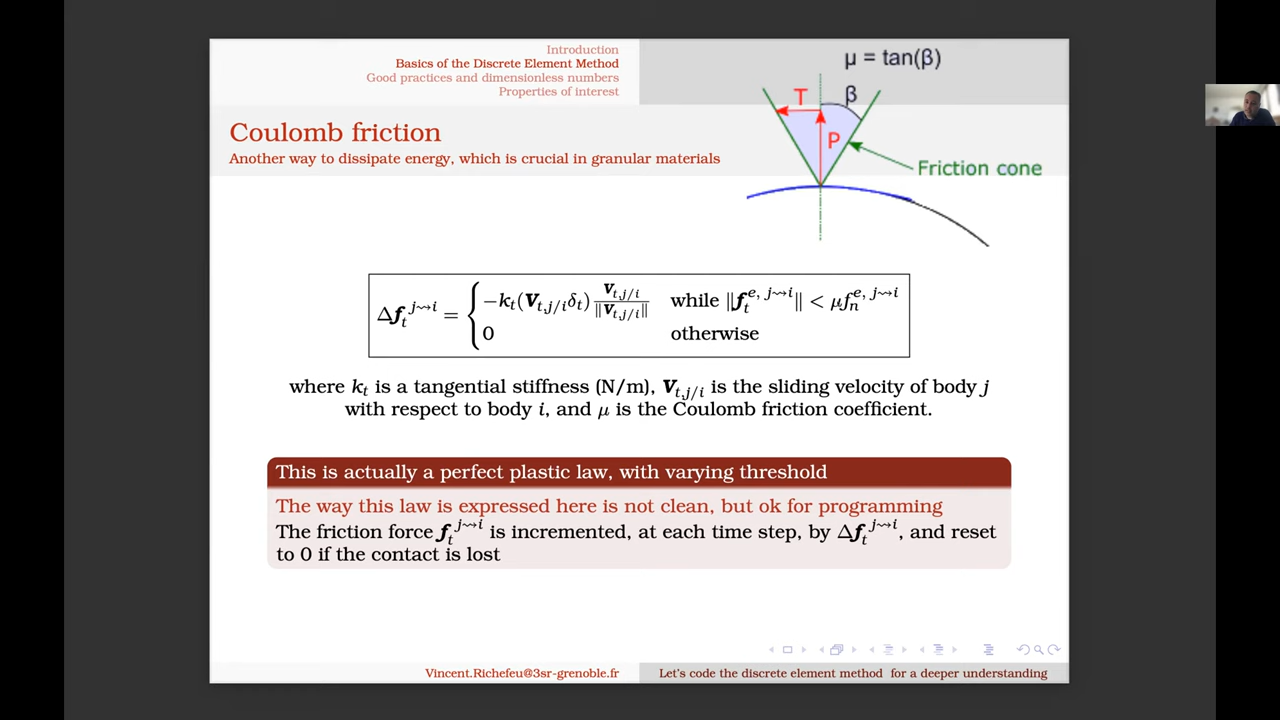 Introduction
Basics of the Discrete Element Method
Good practices and dimensionless numbers
Properties of interest
μ = tan(β)
T
β
P
Friction cone
Coulomb friction
Another way to dissipate energy, which is crucial in granular materials
Δf_t^{j⇝i} = { −k_t(V_{t,j/i}δ_t) V_{t,j/i}/‖V_{t,j/i}‖ while ‖f_t^{e, j⇝i}‖ < μf_n^{e, j⇝i}
0 otherwise
where k_t is a tangential stiffness (N/m), V_{t,j/i} is the sliding velocity of body j
with respect to body i, and μ is the Coulomb friction coefficient.
This is actually a perfect plastic law, with varying threshold
The way this law is expressed here is not clean, but ok for programming
The friction force f_t^{j⇝i} is incremented, at each time step, by Δf_t^{j⇝i}, and reset
to 0 if the contact is lost
Vincent.Richefeu@3sr-grenoble.fr
Let's code the discrete element method for a deeper understanding